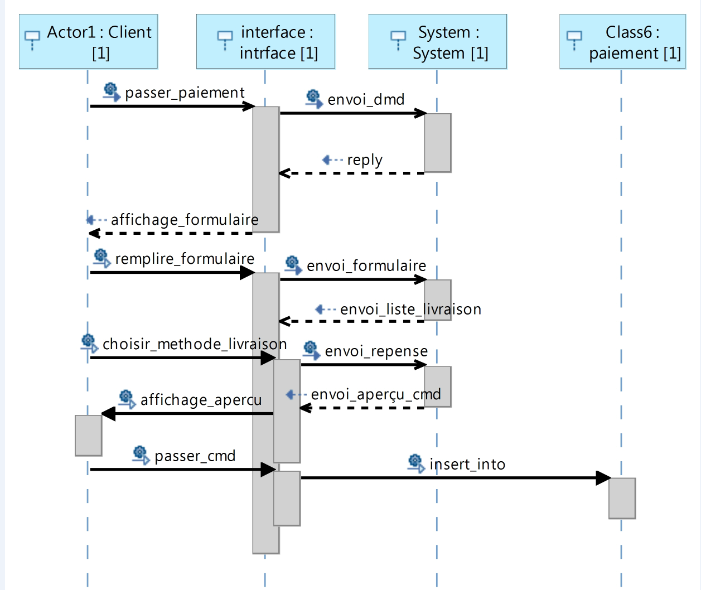 Actor1 : Client
[1]
interface :
intrface [1]
System :
System [1]
Class6 :
paiement [1]
passer_paiement
envoi_dmd
reply
affichage_formulaire
remplire_formulaire
envoi_formulaire
envoi_liste_livraison
choisir_methode_livraison
envoi_repense
affichage_apercu
envoi_aperçu_cmd
passer_cmd
insert_into